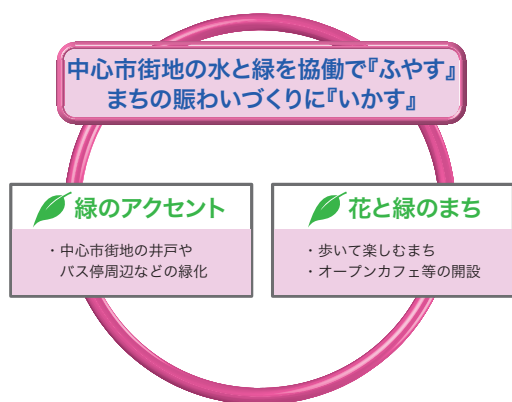 中心市街地の水と緑を協働で『ふやす』
まちの賑わいづくりに『いかす』
緑のアクセント
・中心市街地の井戸や
バス停周辺などの緑化
花と緑のまち
・歩いて楽しむまち
・オープンカフェ等の開設